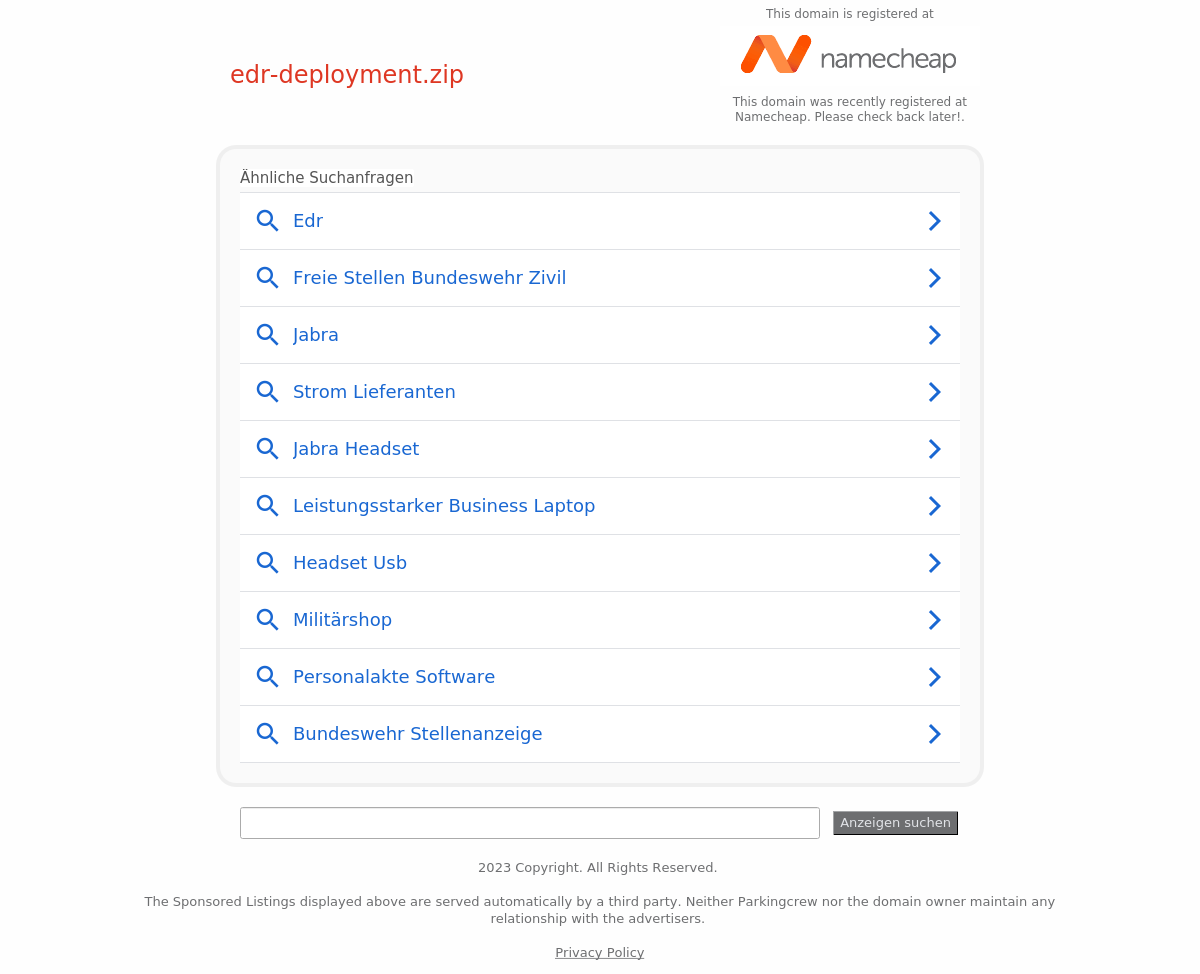 This domain is registered at
namecheap
edr-deployment.zip
This domain was recently registered at
Namecheap. Please check back later!.
Ähnliche Suchanfragen
Edr
Freie Stellen Bundeswehr Zivil
Jabra
Strom Lieferanten
Jabra Headset
Leistungsstarker Business Laptop
Headset Usb
Militärshop
Personalakte Software
Bundeswehr Stellenanzeige
Anzeigen suchen
2023 Copyright. All Rights Reserved.
The Sponsored Listings displayed above are served automatically by a third party. Neither Parkingcrew nor the domain owner maintain any
relationship with the advertisers.
Privacy Policy